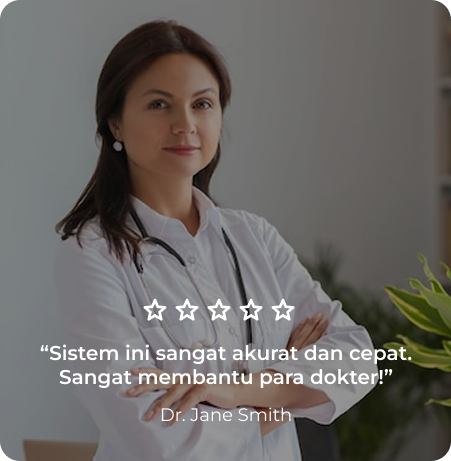 “Sistem ini sangat akurat dan cepat.
Sangat membantu para dokter!”
Dr. Jane Smith